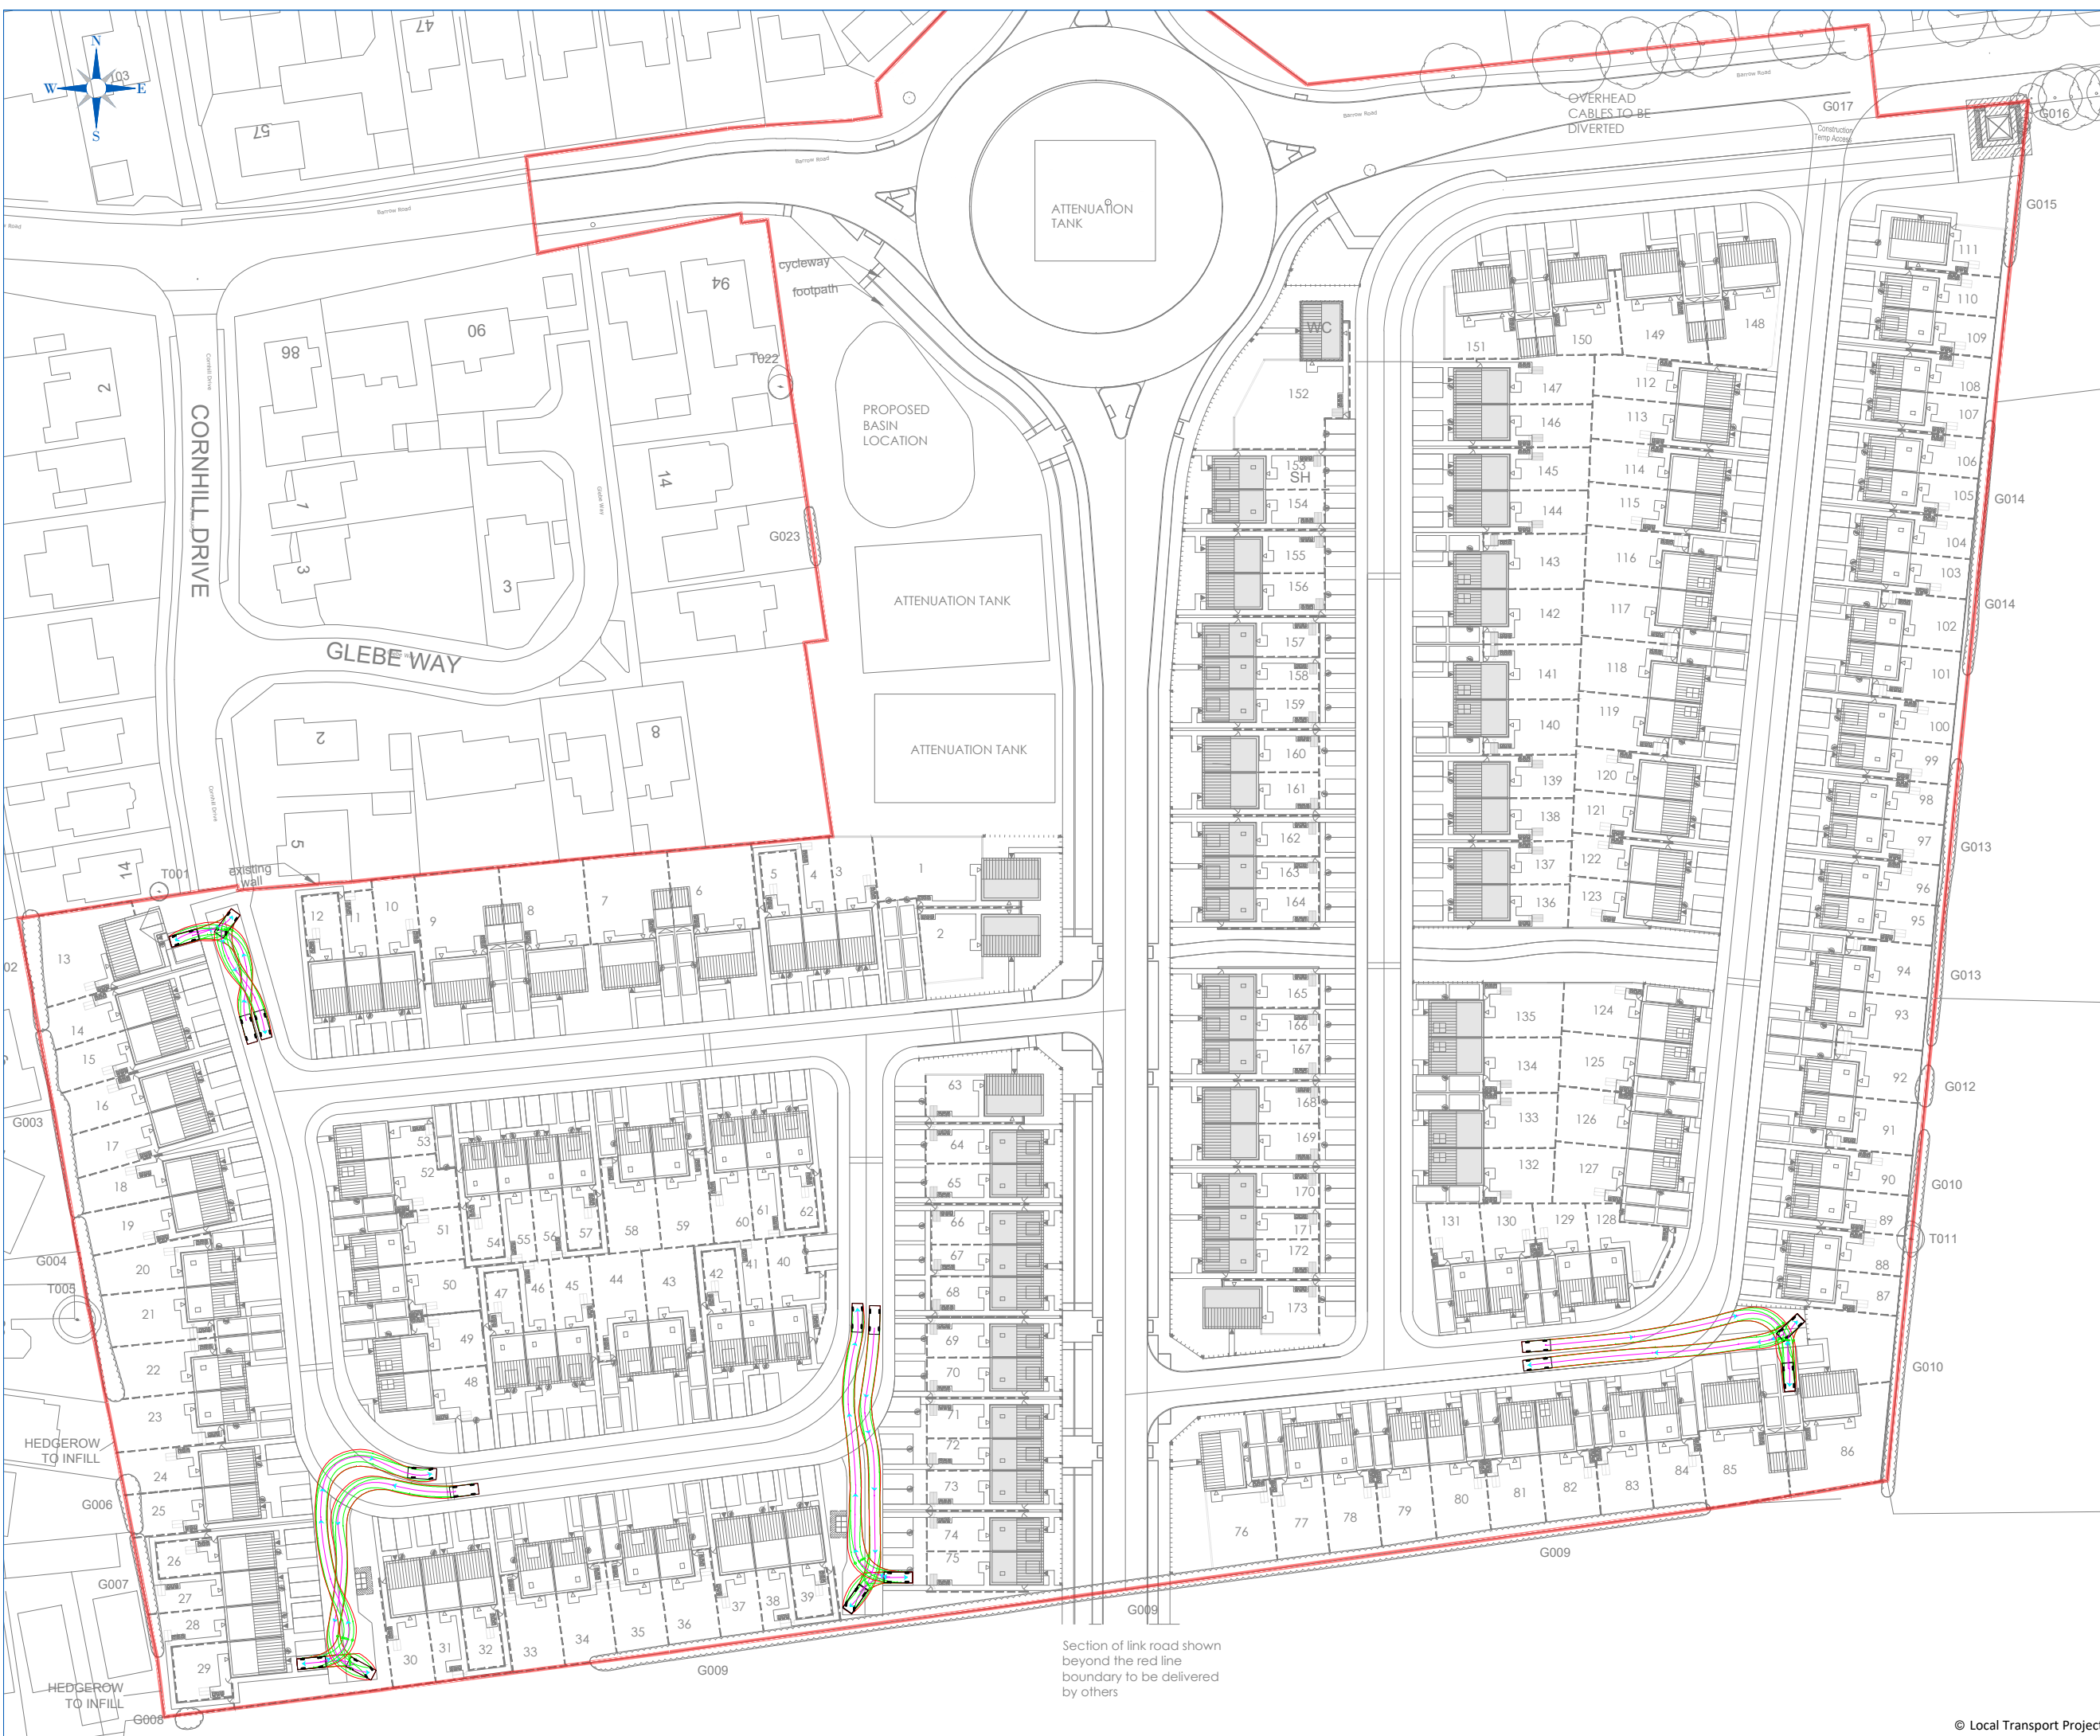 N
W
E
S
103
47
57
Barrow Road
Barrow Road
Barrow Road
Barrow Road
Road
OVERHEAD
CABLES TO BE
DIVERTED
G017
Construction
Temp Access
G016
G015
ATTENUATION
TANK
cycleway
footpath
94
90
86
T022
2
CORNHILL DRIVE
Cornhill Drive
PROPOSED
BASIN
LOCATION
14
Glebe Way
1
3
3
G023
ATTENUATION TANK
GLEBE WAY
ATTENUATION TANK
2
8
Cornhill Drive
5
14
T001
existing
wall
WC
152
153
SH
154
155
156
157
158
159
160
161
162
163
164
165
166
167
168
169
170
171
172
173
151
150
149
148
147
146
145
144
143
142
141
140
139
138
137
136
135
134
133
132
131
130
129
128
112
113
114
115
116
117
118
119
120
121
122
123
124
125
126
127
111
110
109
108
107
106
105
104
103
102
101
100
99
98
97
96
95
94
93
92
91
90
89
88
87
86
G014
G014
G013
G013
G012
G010
T011
G010
12
11
10
9
8
7
6
5
4
3
1
2
02
13
14
15
16
17
18
19
20
21
22
23
24
25
26
27
28
29
G003
G004
T005
HEDGEROW
TO INFILL
G006
G007
HEDGEROW
TO INFILL
G008
53
52
51
50
49
48
54
55
56
57
58
59
60
61
62
47
46
45
44
43
42
41
40
63
64
65
66
67
68
69
70
71
72
73
74
75
30
31
32
33
34
35
36
37
38
39
G009
76
77
78
79
80
81
82
83
84
85
G009
G009
Section of link road shown
beyond the red line
boundary to be delivered
by others
© Local Transport Project